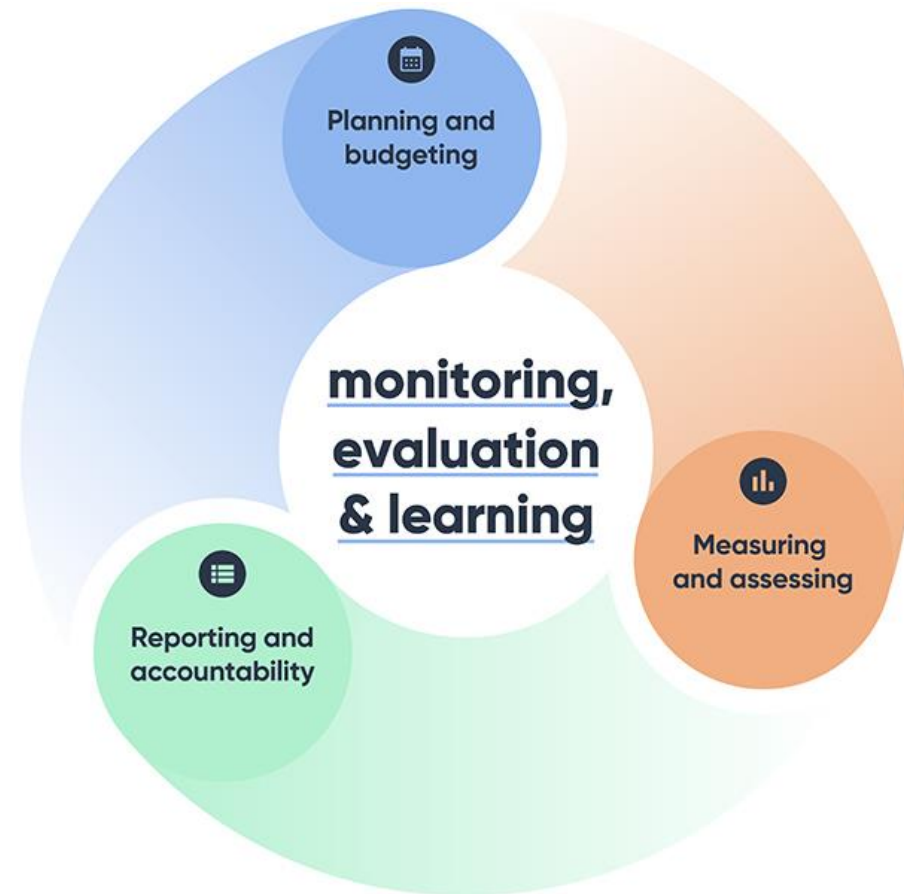 Planning and
budgeting
monitoring,
evaluation
& learning
Measuring
and assessing
Reporting and
accountability